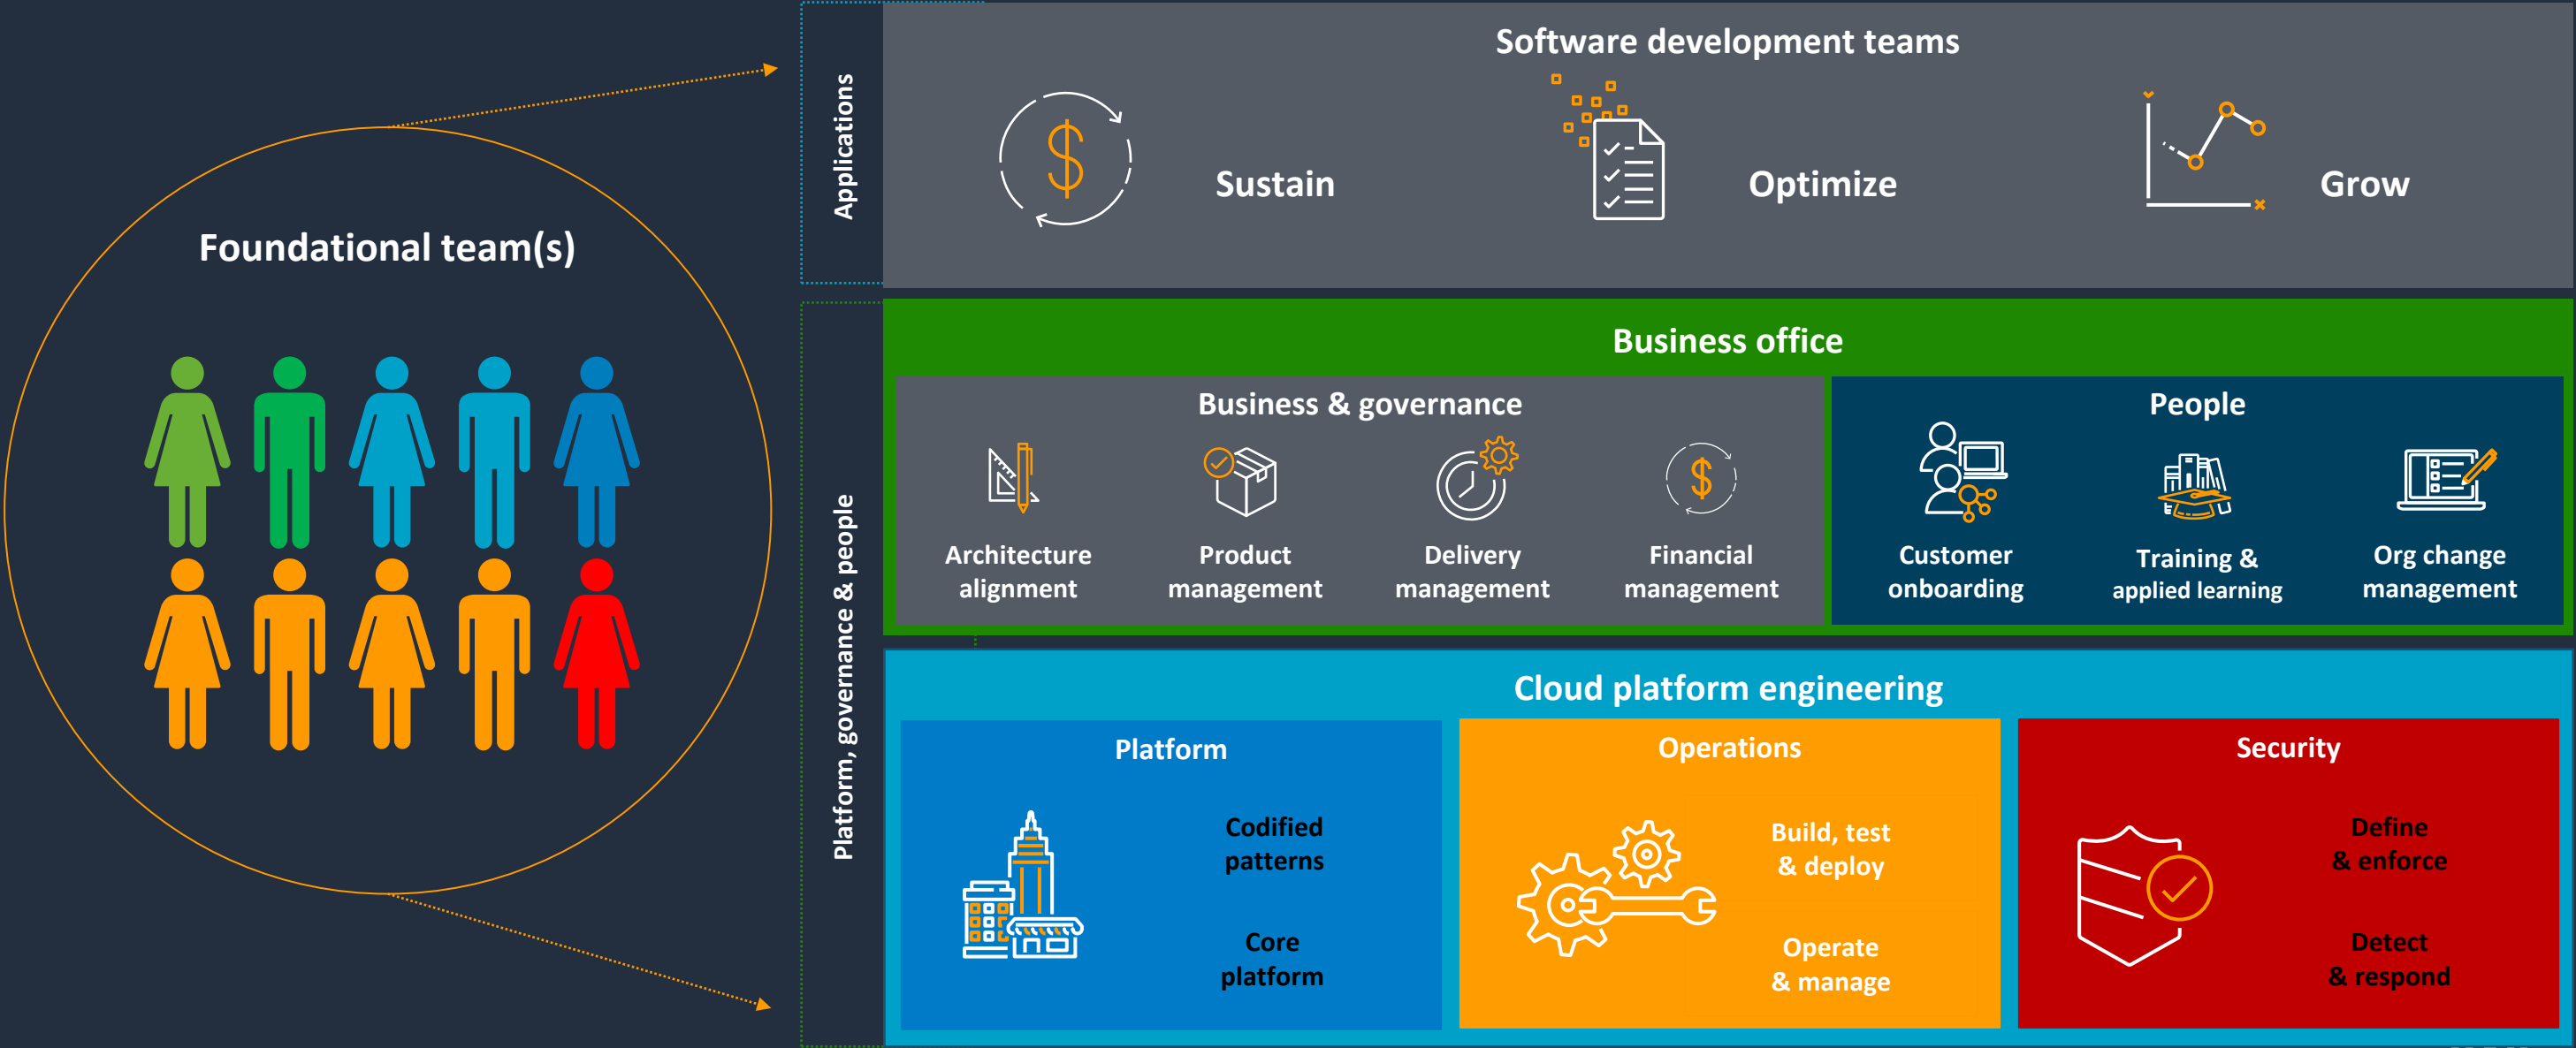 Foundational team(s)
Applications
Software development teams
Sustain
Optimize
Grow
Platform, governance & people
Business office
Business & governance
Architecture
alignment
Product
management
Delivery
management
Financial
management
People
Customer
onboarding
Training &
applied learning
Org change
management
Cloud platform engineering
Platform
Codified
patterns
Core
platform
Operations
Build, test
& deploy
Operate
& manage
Security
Define
& enforce
Detect
& respond